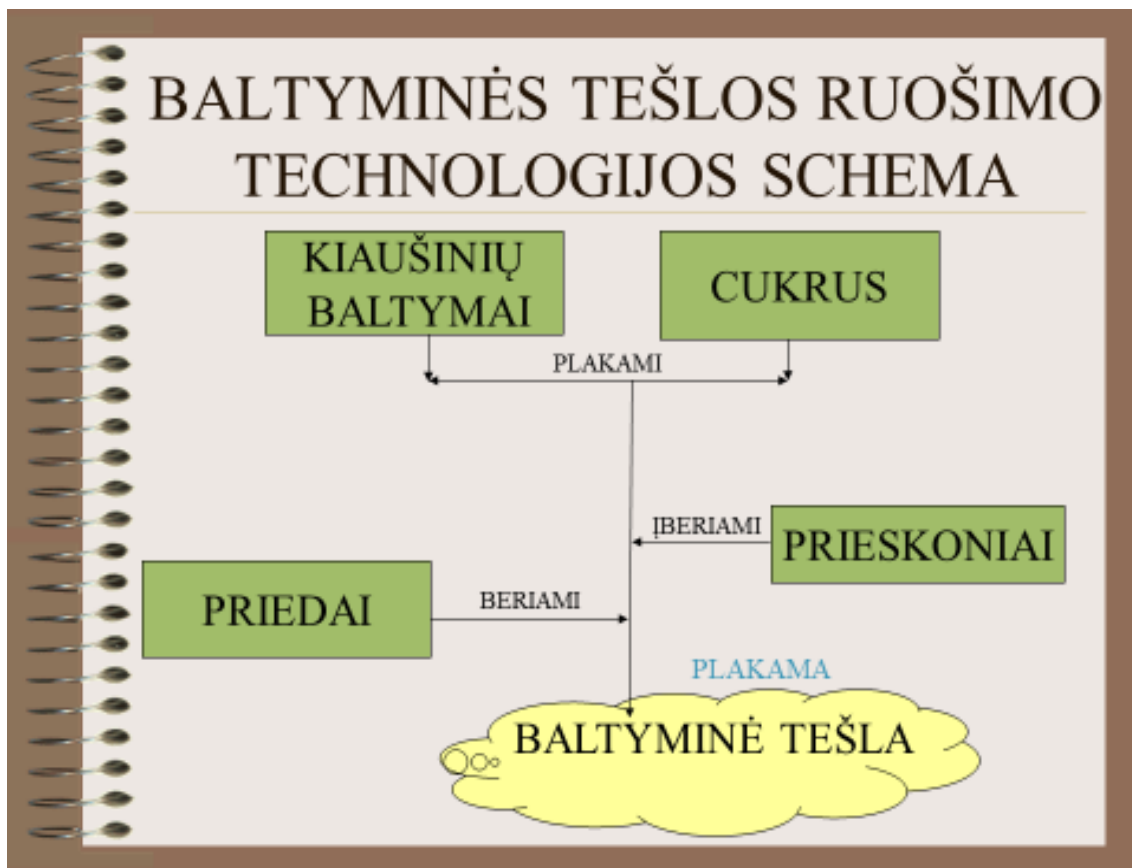 BALTYMINĖS TEŠLOS RUOŠIMO
TECHNOLOGIJOS SCHEMA
KIAUŠINIŲ
BALTYMAI
CUKRUS
PLAKAMI
ĮBERIAMI
PRIESKONIAI
PRIEDAI
BERIAMI
PLAKAMA
BALTYMINĖ TEŠLA